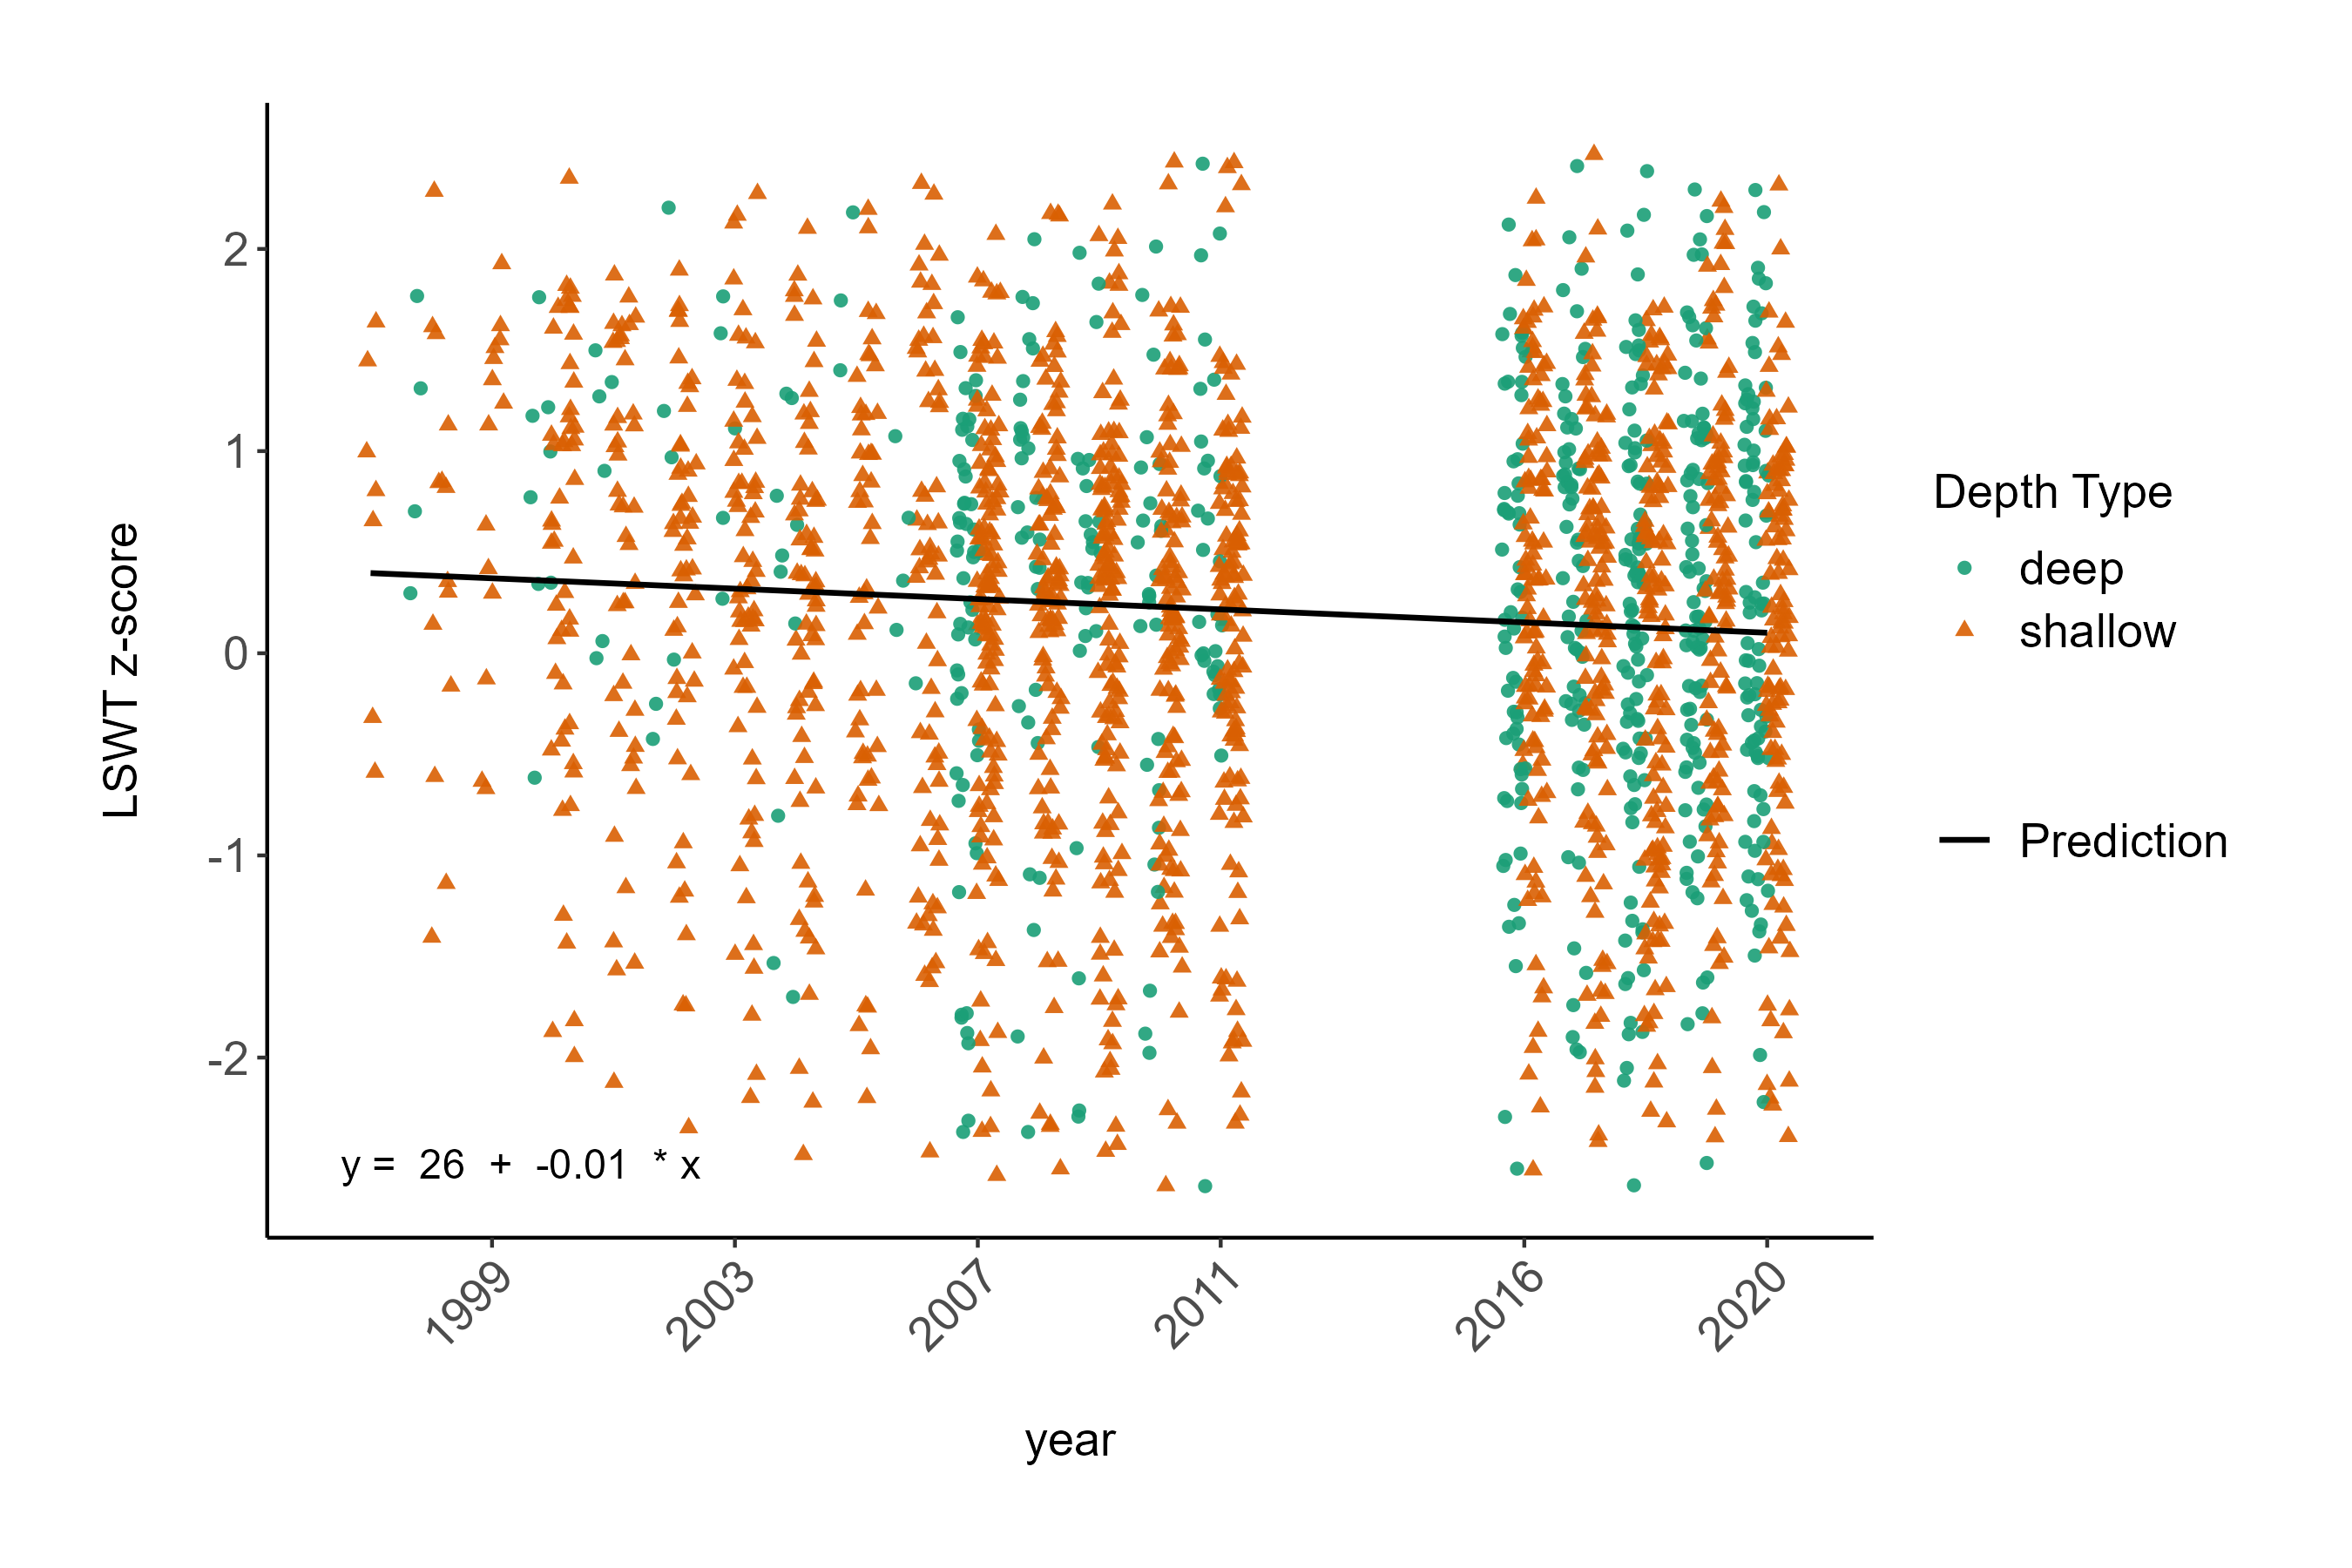 LSWT z-score
2
1
0
-1
-2
y = 26 + -0.01 * x
1999
2003
2007
2011
2016
2020
year
Depth Type
deep
shallow
Prediction